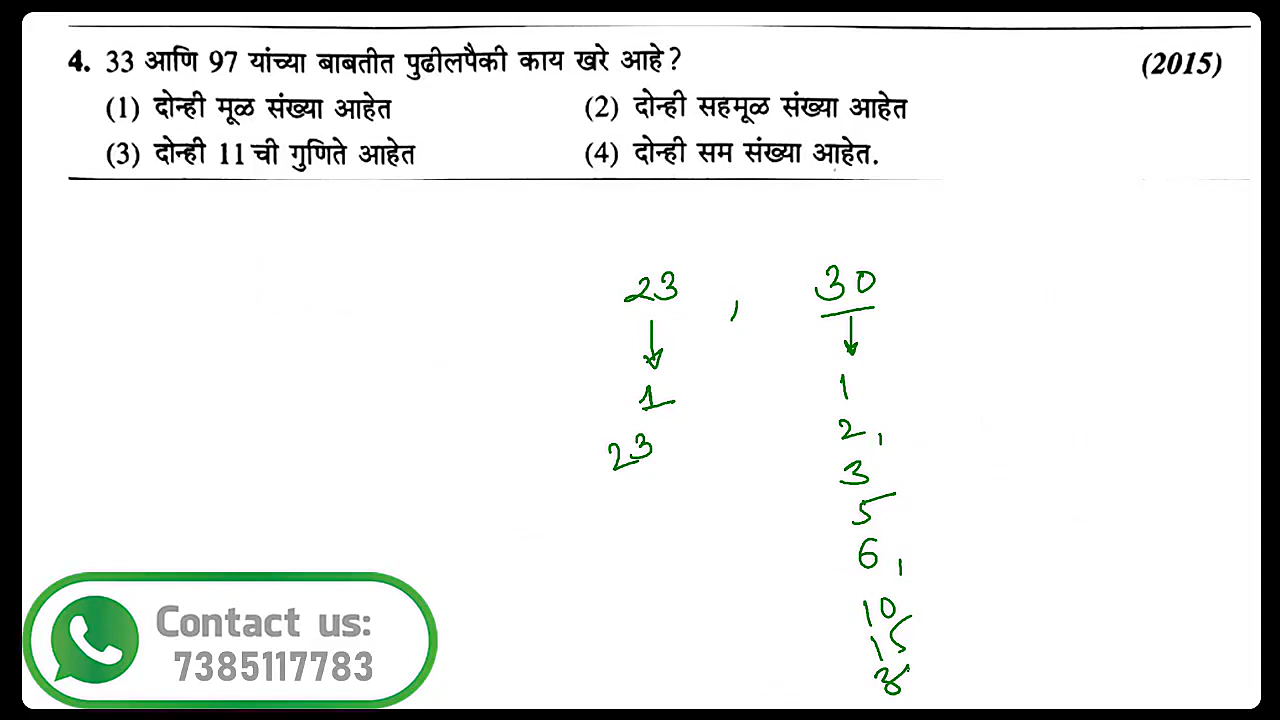 4. 33 आणि 97 यांच्या बाबतीत पुढीलपैकी काय खरे आहे? (2015)
(1) दोन्ही मूळ संख्या आहेत (2) दोन्ही सहमूळ संख्या आहेत
(3) दोन्ही 11 ची गुणिते आहेत (4) दोन्ही सम संख्या आहेत.
23 , 30
1 1
23 2,
3
5
6,
10
15
Contact us:
7385117783